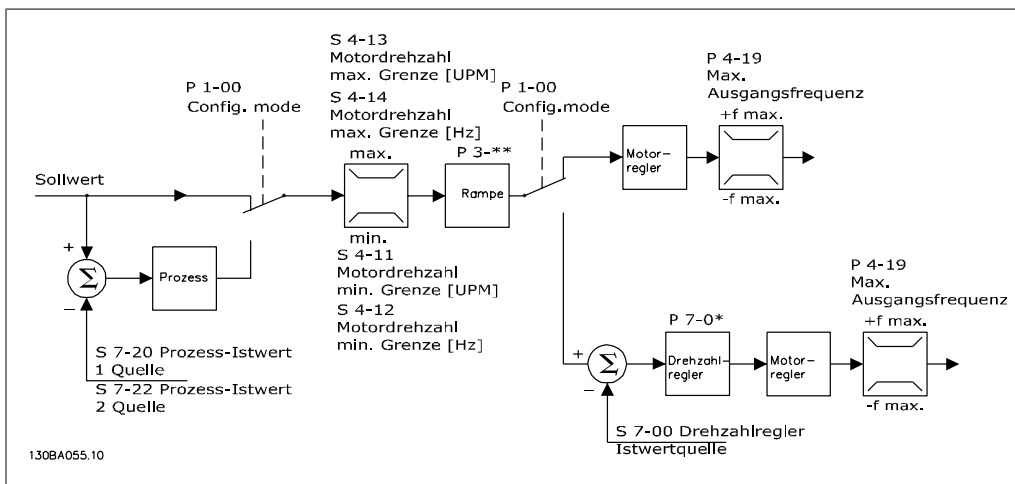 S 4-13
Motordrehzahl
max. Grenze [UPM]
S 4-14
Motordrehzahl
max. Grenze [Hz]
P 1-00
Config. mode
P 1-00
Config.mode
P 4-19
Max.
Ausgangsfrequenz
+f max.
max.
P 3-**
Motor-
regler
Sollwert
Rampe
-f max.
min.
+
Σ
–
Prozess
S 4-11
Motordrehzahl
min. Grenze [UPM]
S 4-12
Motordrehzahl
min. Grenze [Hz]
P 4-19
Max.
Ausgangsfrequenz
+f max.
P 7-0*
S 7-20 Prozess-Istwert
1 Quelle
S 7-22 Prozess-Istwert
2 Quelle
+
Σ
–
Drehzahl-
regler
Motor-
regler
-f max.
S 7-00 Drehzahlregler
Istwertquelle
130BA055.10